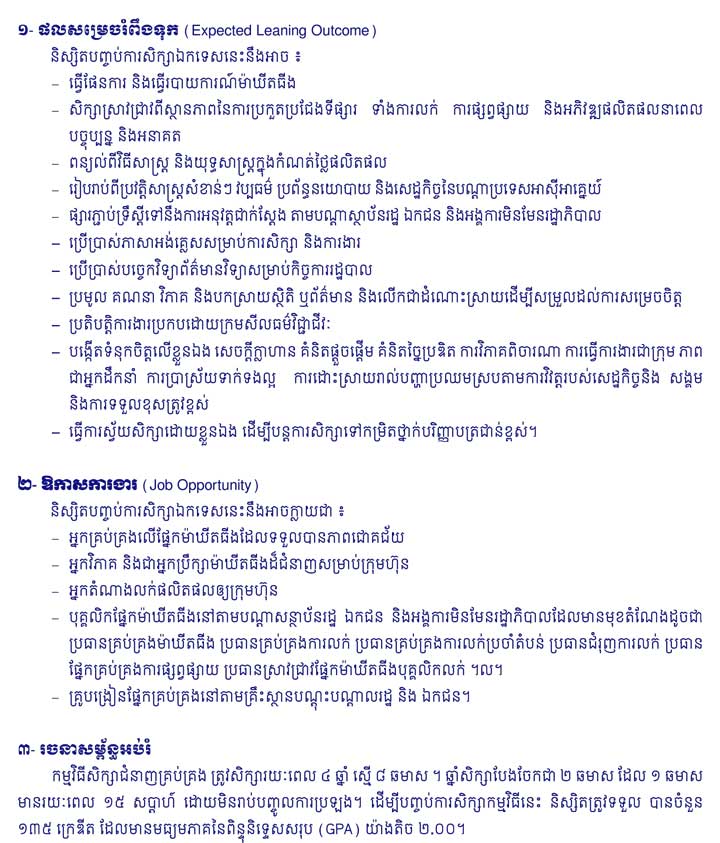 ១- ផលសម្រេចរំពឹងទុក (Expected Leaning Outcome)
និស្សិតបញ្ចប់ការសិក្សាឯកទេសនេះនឹងអាច ៖
– ធ្វើផែនការ និងធ្វើរបាយការណ៍ម៉ាឃីតធីង
– សិក្សាស្រាវជ្រាវពីស្ថានភាពនៃការប្រកួតប្រជែងទីផ្សារ ទាំងការលក់ ការផ្សព្វផ្សាយ និងអភិវឌ្ឍផលិតផលនាពេល
បច្ចុប្បន្ន និងអនាគត
– ពន្យល់ពីវិធីសាស្ត្រ និងយុទ្ធសាស្ត្រក្នុងកំណត់ថ្លៃផលិតផល
– រៀបរាប់ពីប្រវត្តិសាស្ត្រសំខាន់ៗ វប្បធម៌ ប្រព័ន្ធនយោបាយ និងសេដ្ឋកិច្ចនៃបណ្តាប្រទេសអាស៊ីអាគ្នេយ៍
– ផ្សារភ្ជាប់ទ្រឹស្តីទៅនឹងការអនុវត្តជាក់ស្តែង តាមបណ្តាស្ថាប័នរដ្ឋ ឯកជន និងអង្គការមិនមែនរដ្ឋាភិបាល
– ប្រើប្រាស់ភាសាអង់គ្លេសសម្រាប់ការសិក្សា និងការងារ
– ប្រើប្រាស់បច្ចេកវិទ្យាព័ត៌មានវិទ្យាសម្រាប់កិច្ចការរដ្ឋបាល
– ប្រមូល គណនា វិភាគ និងបកស្រាយស្ថិតិ ឬព័ត៌មាន និងលើកជាដំណោះស្រាយដើម្បីសម្រួលដល់ការសម្រេចចិត្ត
– ប្រតិបត្តិការងារប្រកបដោយក្រមសីលធម៌វិជ្ជាជីវៈ
– បង្កើតទំនុកចិត្តលើខ្លួនឯង សេចក្តីក្លាហាន គំនិតផ្តួចផ្តើម គំនិតច្នៃប្រឌិត ការវិភាគពិចារណា ការធ្វើការងារជាក្រុម ភាព
ជាអ្នកដឹកនាំ ការប្រាស្រ័យទាក់ទងល្អ ការដោះស្រាយរាល់បញ្ហាប្រឈមស្របតាមការវិវត្តរបស់សេដ្ឋកិច្ចនិង សង្គម
និងការទទួលខុសត្រូវខ្ពស់
– ធ្វើការស្វ័យសិក្សាដោយខ្លួនឯង ដើម្បីបន្តការសិក្សាទៅកម្រិតថ្នាក់បរិញ្ញាបត្រជាន់ខ្ពស់។
២- ឱកាសការងារ (Job Opportunity)
និស្សិតបញ្ចប់ការសិក្សាឯកទេសនេះនឹងអាចក្លាយជា ៖
– អ្នកគ្រប់គ្រងលើផ្នែកម៉ាឃីតធីងដែលទទួលបានភាពជោគជ័យ
– អ្នកវិភាគ និងជាអ្នកប្រឹក្សាម៉ាឃីតធីងដ៏ជំនាញសម្រាប់ក្រុមហ៊ុន
– អ្នកតំណាងលក់ផលិតផលឲ្យក្រុមហ៊ុន
– បុគ្គលិកផ្នែកម៉ាឃីតធីងនៅតាមបណ្តាសន្ថាប័នរដ្ឋ ឯកជន និងអង្គការមិនមែនរដ្ឋាភិបាលដែលមានមុខតំណែងដូចជា
ប្រធានគ្រប់គ្រងម៉ាឃីតធីង ប្រធានគ្រប់គ្រងការលក់ ប្រធានគ្រប់គ្រងការលក់ប្រចាំតំបន់ ប្រធានជំរុញការលក់ ប្រធាន
ផ្នែកគ្រប់គ្រងការផ្សព្វផ្សាយ ប្រធានស្រាវជ្រាវផ្នែកម៉ាឃីតធីងបុគ្គលិកលក់ ។ល។
– គ្រូបង្រៀនផ្នែកគ្រប់គ្រងនៅតាមគ្រឹះស្ថានបណ្តុះបណ្តាលរដ្ឋ និង ឯកជន។
៣- រចនាសម្ព័ន្ធអប់រំ
កម្មវិធីសិក្សាជំនាញគ្រប់គ្រង ត្រូវសិក្សារយៈពេល ៤ ឆ្នាំ ស្មើ ៨ ឆមាស ។ ឆ្នាំសិក្សាបែងចែកជា ២ ឆមាស ដែល ១ ឆមាស
មានរយៈពេល ១៥ សប្តាហ៍ ដោយមិនរាប់បញ្ចូលការប្រឡង។ ដើម្បីបញ្ចប់ការសិក្សាកម្មវិធីនេះ និស្សិតត្រូវទទួល បានចំនួន
១៣៥ ក្រេឌីត ដែលមានមធ្យមភាគនៃពិន្ទុនិទ្ទេសសរុប (GPA) យ៉ាងតិច ២.០០។